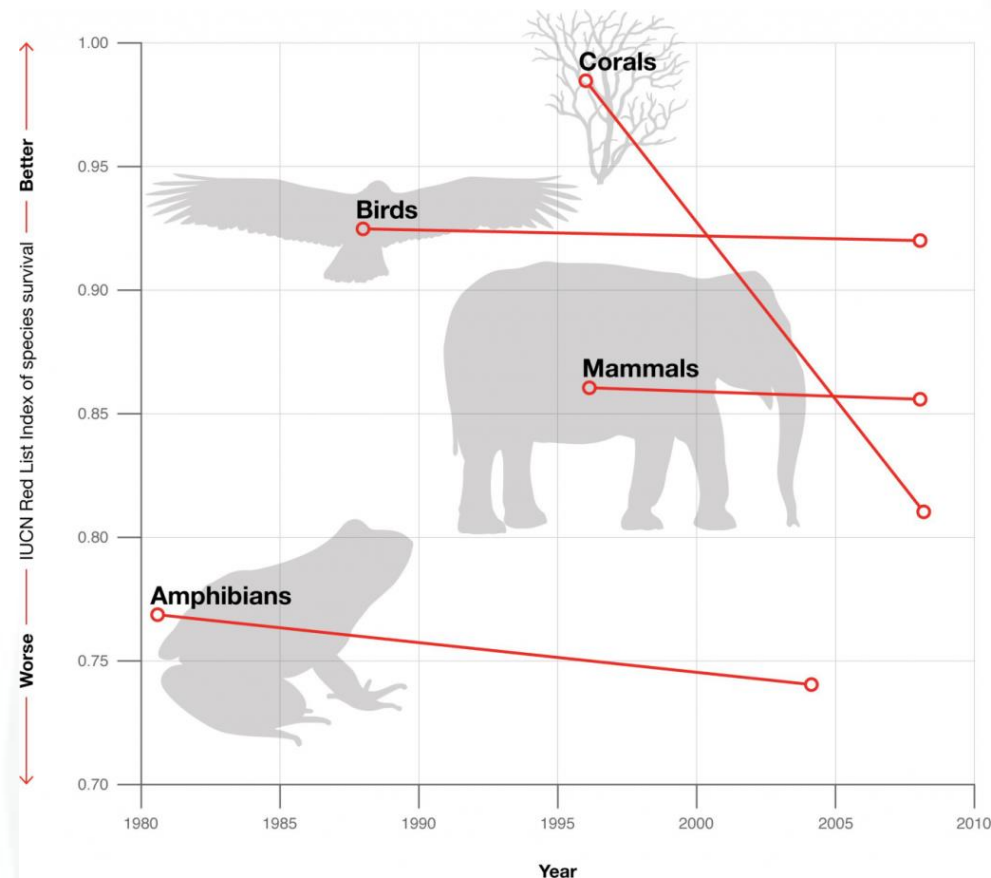 Better
IUCN Red List Index of species survival
Worse
1.00
0.95
0.90
0.85
0.80
0.75
0.70
Corals
Birds
Mammals
Amphibians
1980 1985 1990 1995 2000 2005 2010
Year